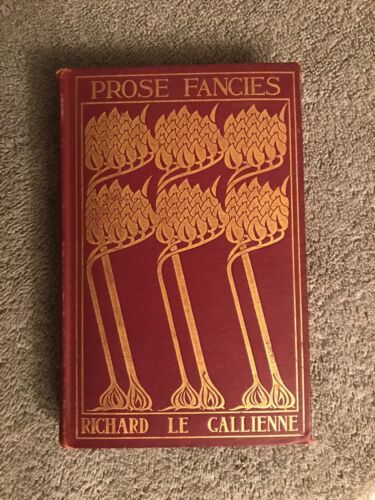 PROSE FANCIES
RICHARD LE GALLIENNE